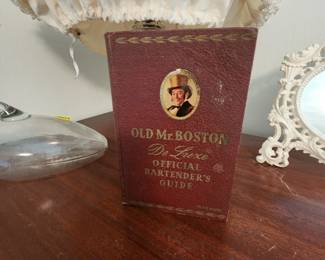 OLD Mr. BOSTON
De Luxe
OFFICIAL
BARTENDER'S
GUIDE